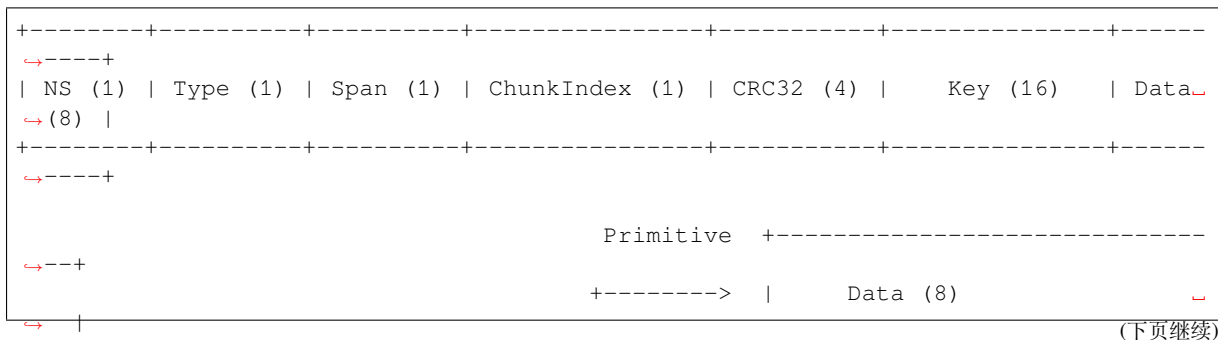 +--------+----------+----------+---------------+-----------+--------------+------
↪----+
| NS (1) | Type (1) | Span (1) | ChunkIndex (1) | CRC32 (4) |    Key (16)   | Data␣
↪(8) |
+--------+----------+----------+---------------+-----------+--------------+------
↪----+
Primitive  +------------------------------
↪--+
+-------->  |     Data (8)                 ␣
↪  |
(下页继续)